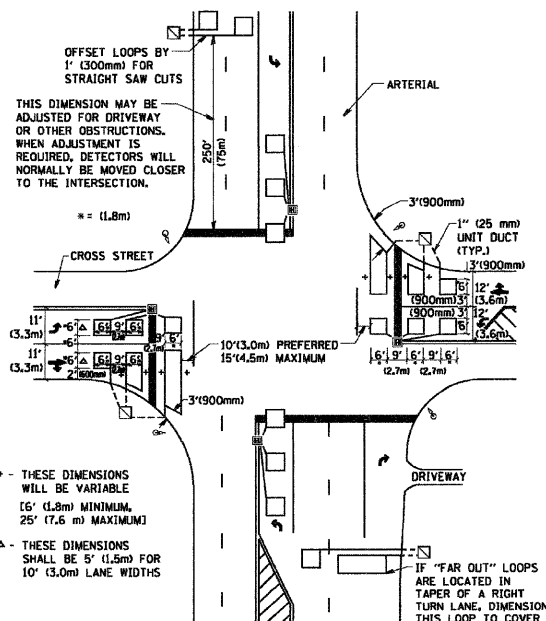 OFFSET LOOPS BY
1' (300mm) FOR
STRAIGHT SAW CUTS
ARTERIAL
THIS DIMENSION MAY BE
ADJUSTED FOR DRIVEWAY
OR OTHER OBSTRUCTIONS.
WHEN ADJUSTMENT IS
REQUIRED, DETECTORS WILL
NORMALLY BE MOVED CLOSER
TO THE INTERSECTION.
250'
(75m)
* = (1.8m)
3'(900mm)
1" (25 mm)
UNIT DUCT
(TYP.)
CROSS STREET
3'(900mm)
6'
12'
(3.6m)
(900mm) 3'
(900mm) 3'
6'
12'
(3.6m)
11'
(3.3m)
*6'
6' 9' 6'
9' 6'
(2.7m)
*6'
11'
(3.3m)
*6'
6' 9' 6'
2' (600mm)
10'(3.0m) PREFERRED
15'(4.5m) MAXIMUM
6' 9' 6' 9' 6'
(2.7m) (2.7m)
3'(900mm)
+ - THESE DIMENSIONS
WILL BE VARIABLE
[6' (1.8m) MINIMUM,
25' (7.6 m) MAXIMUM]
DRIVEWAY
- THESE DIMENSIONS
SHALL BE 5' (1.5m) FOR
10' (3.0m) LANE WIDTHS
IF "FAR OUT" LOOPS
ARE LOCATED IN
TAPER OF A RIGHT
TURN LANE, DIMENSION
THIS LOOP TO COVER